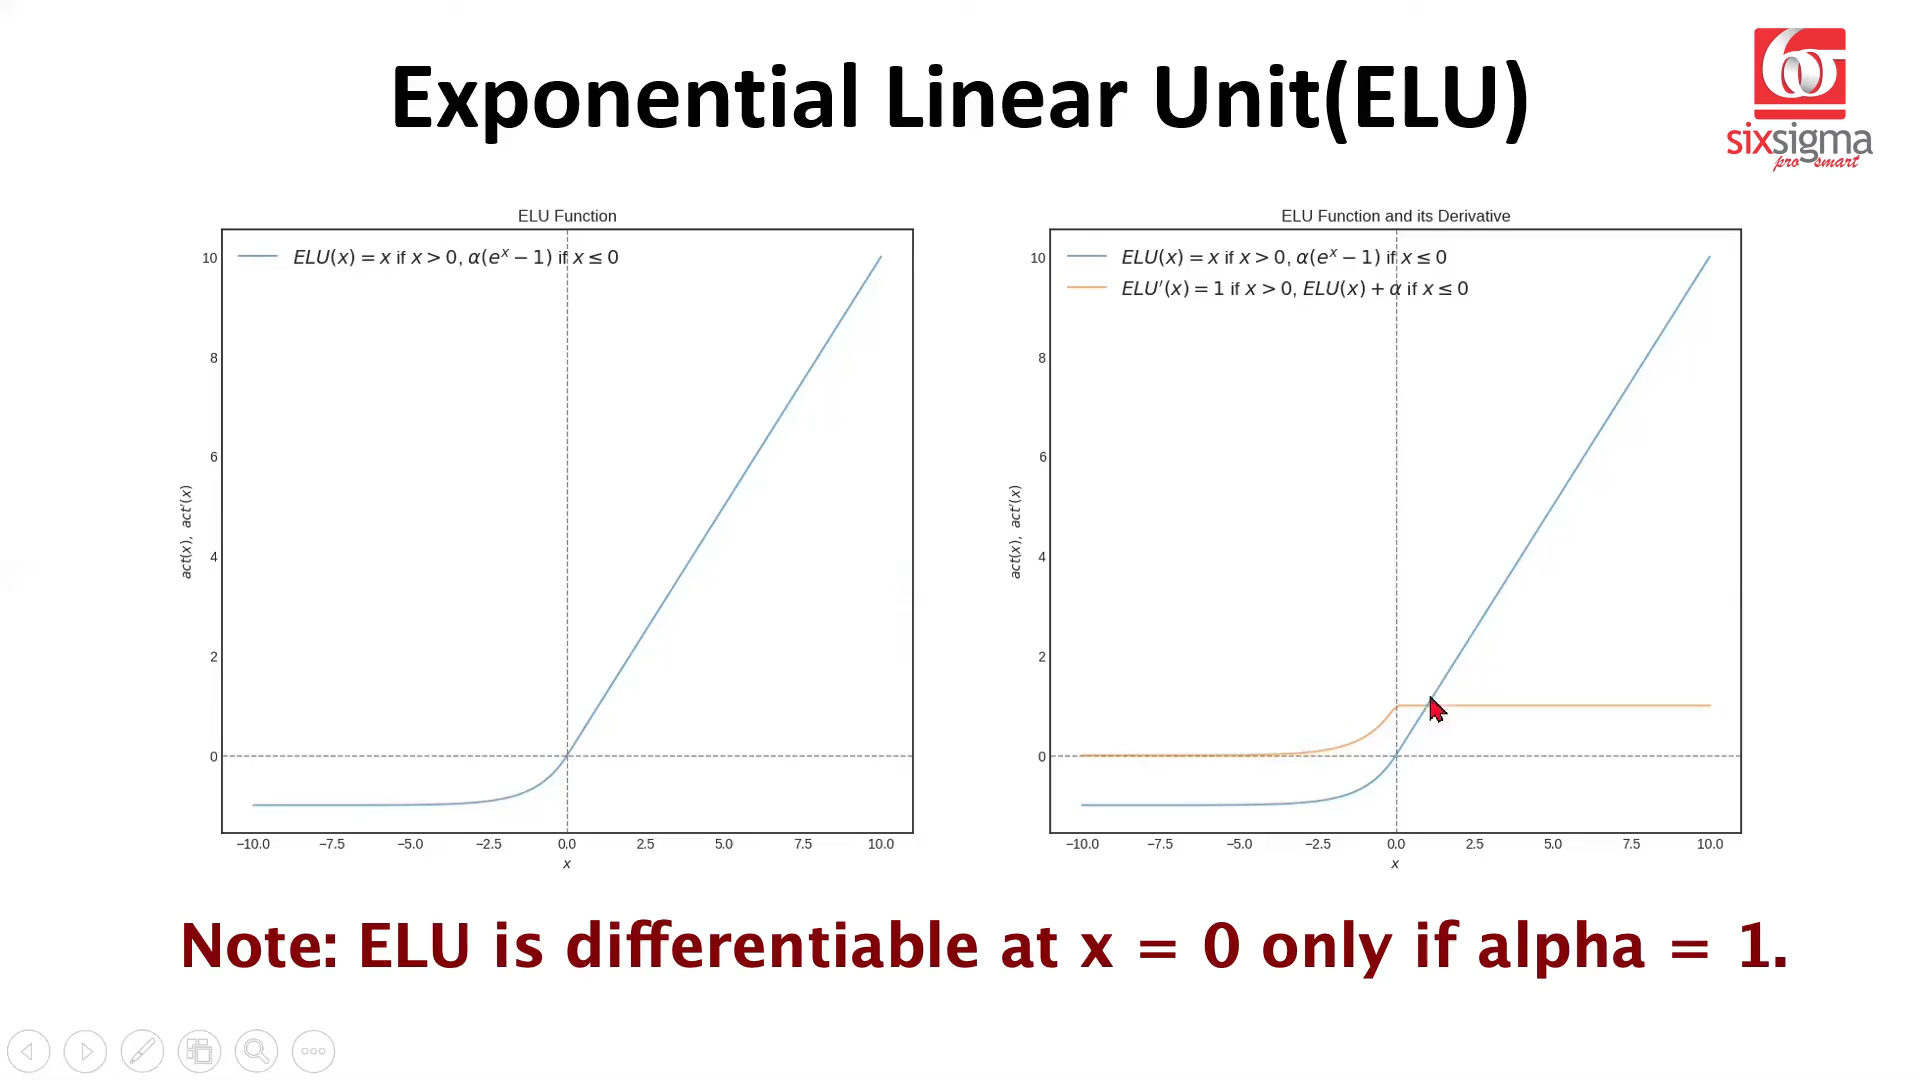 Exponential Linear Unit(ELU)
sixsigma
pro smart
ELU Function
ELU(x) = x if x > 0, α(eˣ − 1) if x ≤ 0
10
8
6
4
2
0
act(x), act′(x)
−10.0 −7.5 −5.0 −2.5 0.0 2.5 5.0 7.5 10.0
x
ELU Function and its Derivative
ELU(x) = x if x > 0, α(eˣ − 1) if x ≤ 0
ELU′(x) = 1 if x > 0, ELU(x) + α if x ≤ 0
10
8
6
4
2
0
act(x), act′(x)
−10.0 −7.5 −5.0 −2.5 0.0 2.5 5.0 7.5 10.0
x
Note: ELU is differentiable at x = 0 only if alpha = 1.